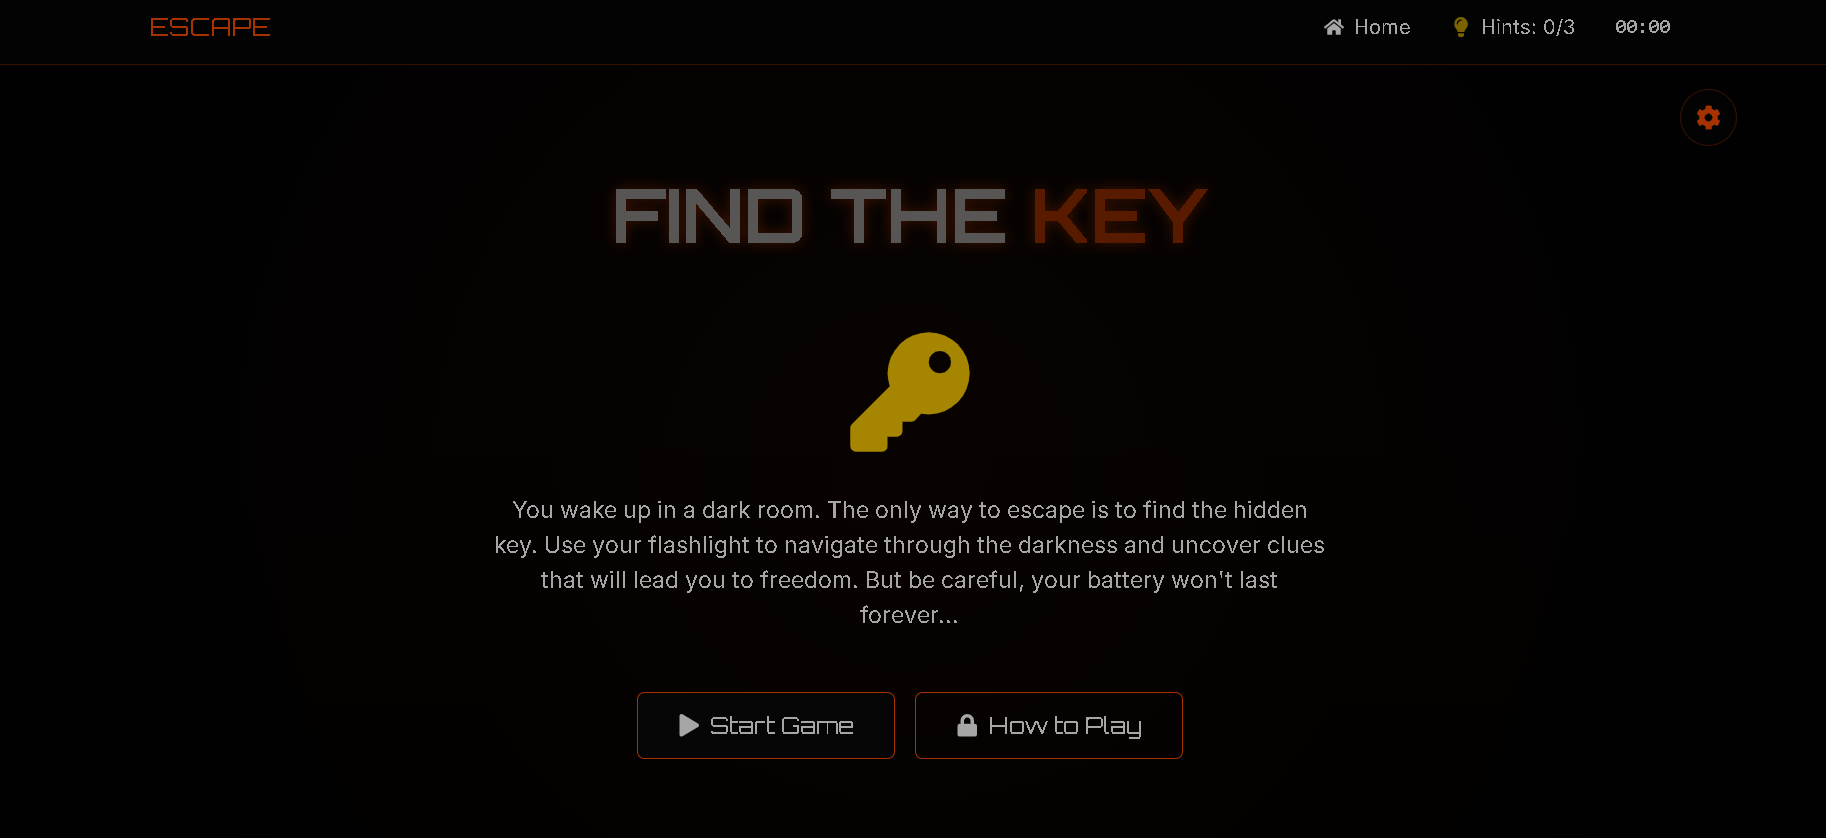 ESCAPE
Home
Hints: 0/3
00:00
FIND THE KEY
You wake up in a dark room. The only way to escape is to find the hidden
key. Use your flashlight to navigate through the darkness and uncover clues
that will lead you to freedom. But be careful, your battery won't last
forever...
Start Game
How to Play